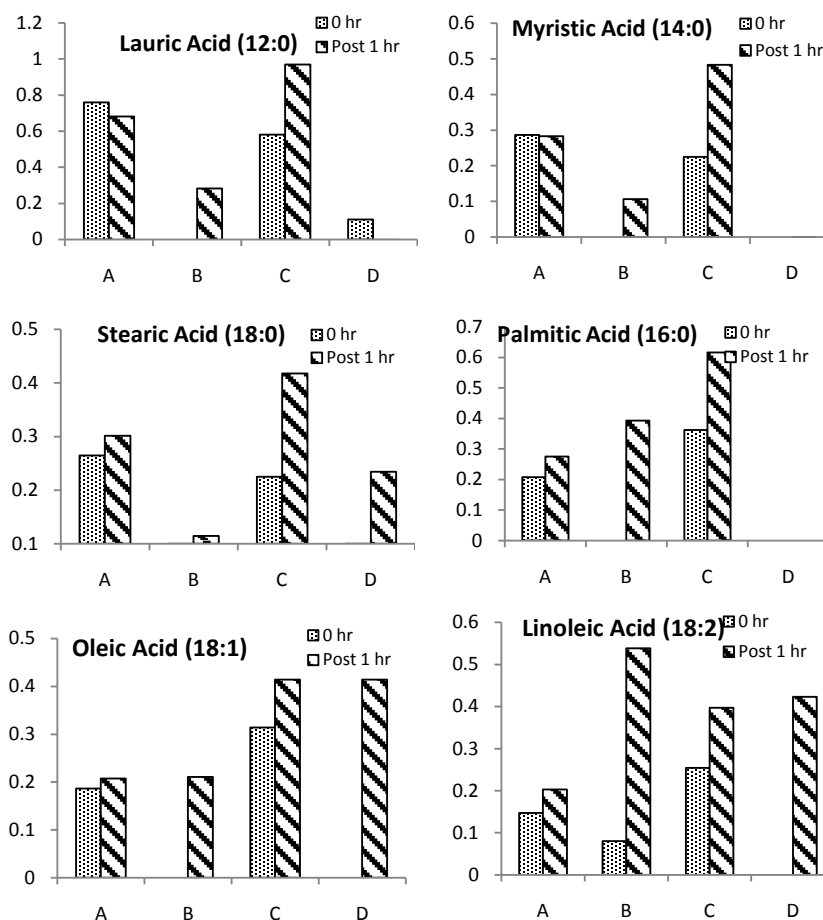 Lauric Acid (12:0)
0 hr
Post 1 hr
1.2
1
0.8
0.6
0.4
0.2
0
A B C D
Myristic Acid (14:0)
0 hr
Post 1 hr
0.6
0.5
0.4
0.3
0.2
0.1
0
A B C D
Stearic Acid (18:0)
0 hr
Post 1 hr
0.5
0.4
0.3
0.2
0.1
A B C D
Palmitic Acid (16:0)
0 hr
Post 1 hr
0.7
0.6
0.5
0.4
0.3
0.2
0.1
0
A B C D
Oleic Acid (18:1)
0 hr
Post 1 hr
0.5
0.4
0.3
0.2
0.1
0
A B C D
Linoleic Acid (18:2)
0 hr
Post 1 hr
0.6
0.5
0.4
0.3
0.2
0.1
0
A B C D